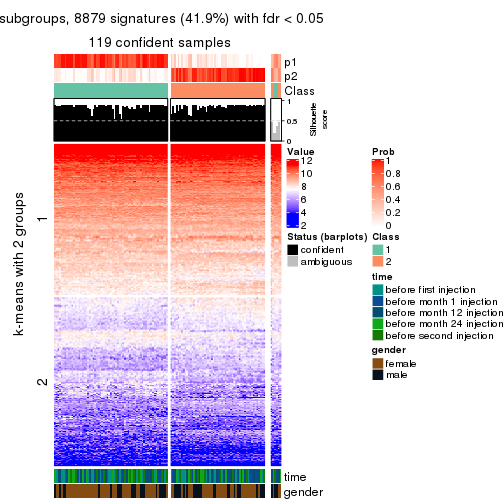 subgroups, 8879 signatures (41.9%) with fdr < 0.05
119 confident samples
p1
p2
Class
1
0.5
0
Silhouette
score
k-means with 2 groups
1
2
time
gender
Value
12
10
8
6
4
2
Prob
1
0.8
0.6
0.4
0.2
0
Status (barplots)
confident
ambiguous
Class
1
2
time
before first injection
before month 1 injection
before month 12 injection
before month 24 injection
before second injection
gender
female
male